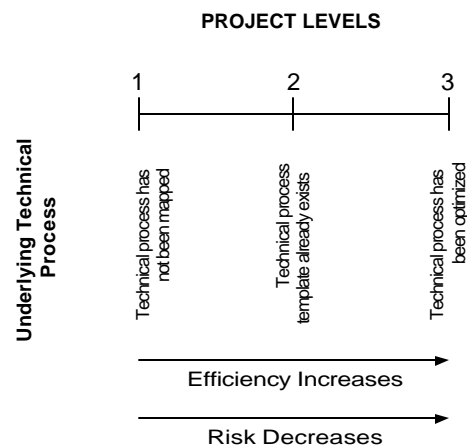 PROJECT LEVELS
1 2 3
Underlying Technical
Process
Technical process has
not been mapped
Technical process
template already exists
Technical process has
been optimized
Efficiency Increases
Risk Decreases